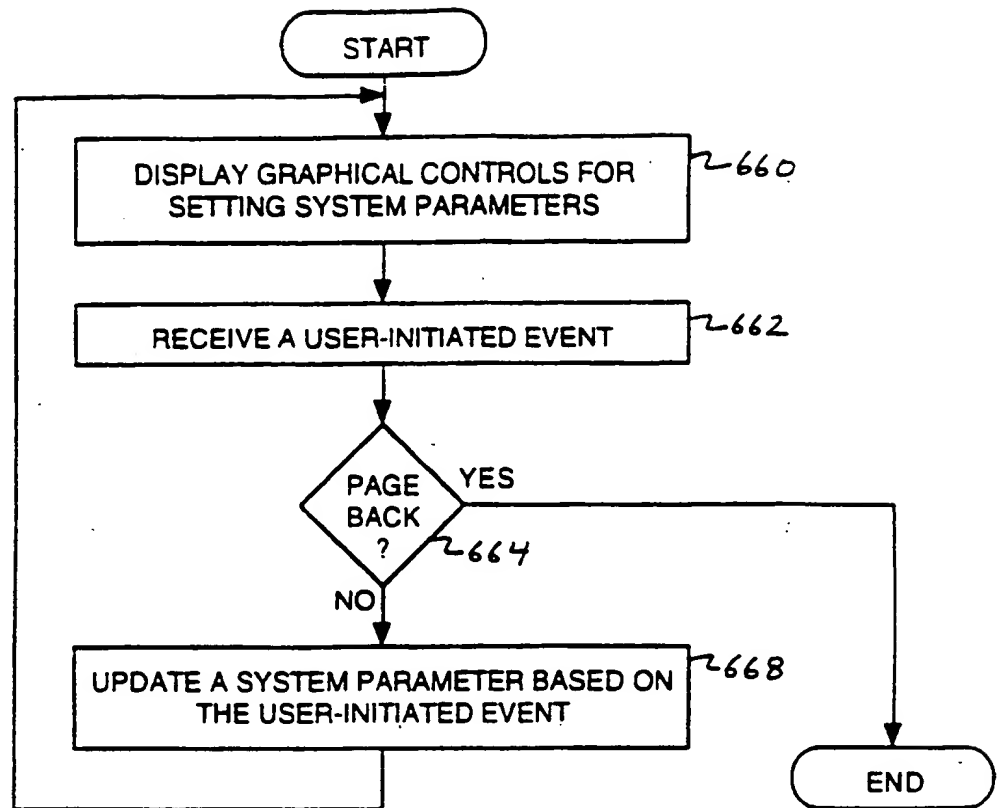 START
DISPLAY GRAPHICAL CONTROLS FOR
SETTING SYSTEM PARAMETERS
660
RECEIVE A USER-INITIATED EVENT
662
PAGE
BACK
?
YES
664
NO
UPDATE A SYSTEM PARAMETER BASED ON
THE USER-INITIATED EVENT
668
END